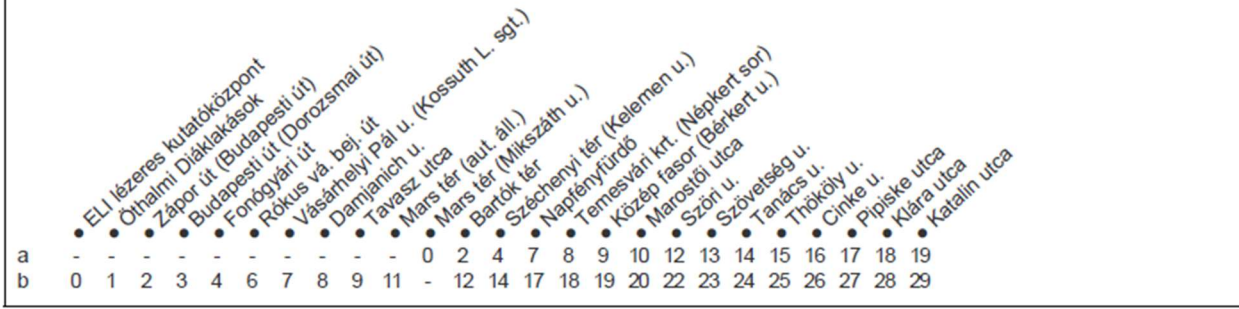 ELI lézeres kutatóközpont
Öthalmi Diáklakások
Zápor út (Budapesti út)
Budapesti út (Dorozsmai út)
Fonógyári út
Rókus vá. bej. út
Vásárhelyi Pál u. (Kossuth L. sgt.)
Damjanich u.
Tavasz utca
Mars tér (aut. áll.)
Mars tér (Mikszáth u.)
Bartók tér
Széchenyi tér (Kelemen u.)
Napfényfürdő
Temesvári krt. (Népkert sor)
Közép fasor (Bérkert u.)
Marostői utca
Szőri u.
Szövetség u.
Tanács u.
Thököly u.
Cinke u.
Pipiske utca
Klára utca
Katalin utca
a - - - - - - - - - - 0 2 4 7 8 9 10 12 13 14 15 16 17 18 19
b 0 1 2 3 4 6 7 8 9 11 - 12 14 17 18 19 20 22 23 24 25 26 27 28 29